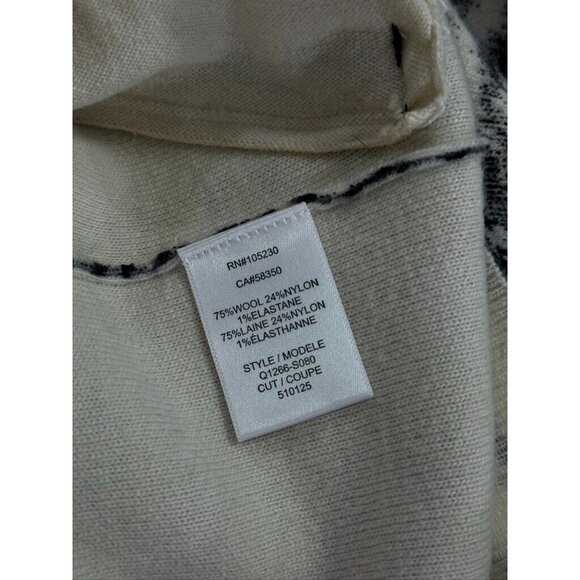 RN#105230
CA#58350
75%WOOL 24%NYLON
1%ELASTANE
75%LAINE 24%NYLON
1%ÉLASTHANNE
STYLE / MODELE
Q1266-S080
CUT / COUPE
510125